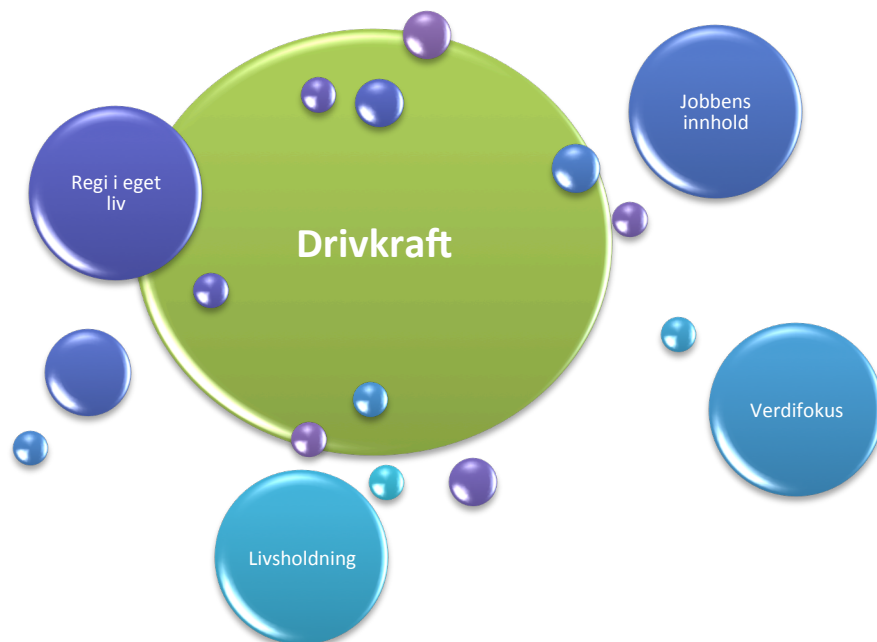 Jobbens
innhold
Regi i eget
liv
Drivkraft
Verdifokus
Livsholdning